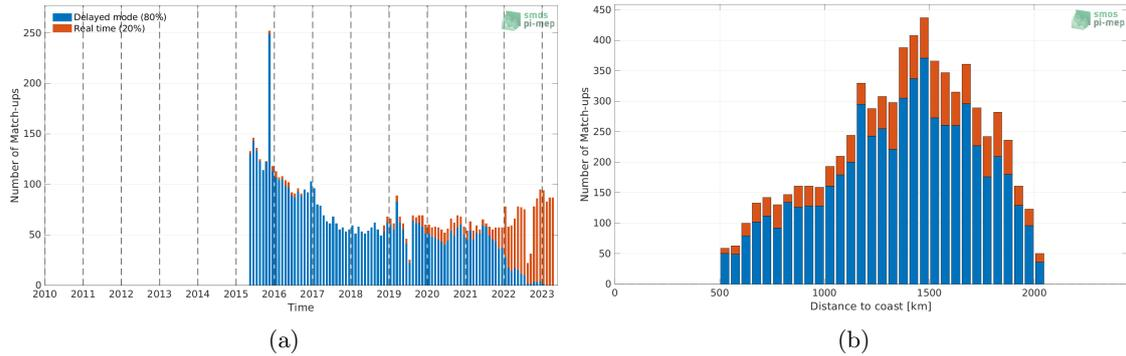 Delayed mode (80%)
Real time (20%)
smos
pi-mep
Number of Match-ups
250
200
150
100
50
0
2010 2011 2012 2013 2014 2015 2016 2017 2018 2019 2020 2021 2022 2023
Time
(a)
smos
pi-mep
Number of Match-ups
450
400
350
300
250
200
150
100
50
0
0 500 1000 1500 2000
Distance to coast [km]
(b)